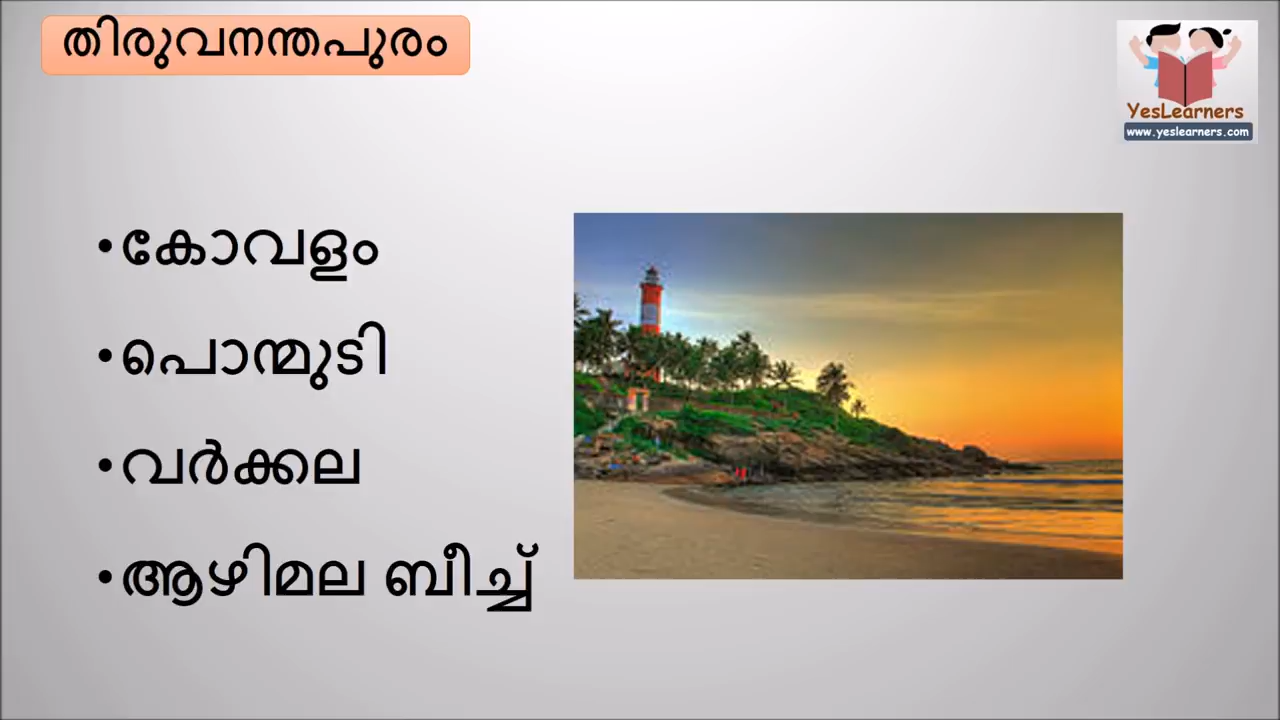 തിരുവനന്തപുരം
YesLearners
www.yeslearners.com
•കോവളം
•പൊന്മുടി
•വർക്കല
•ആഴിമല ബീച്ച്